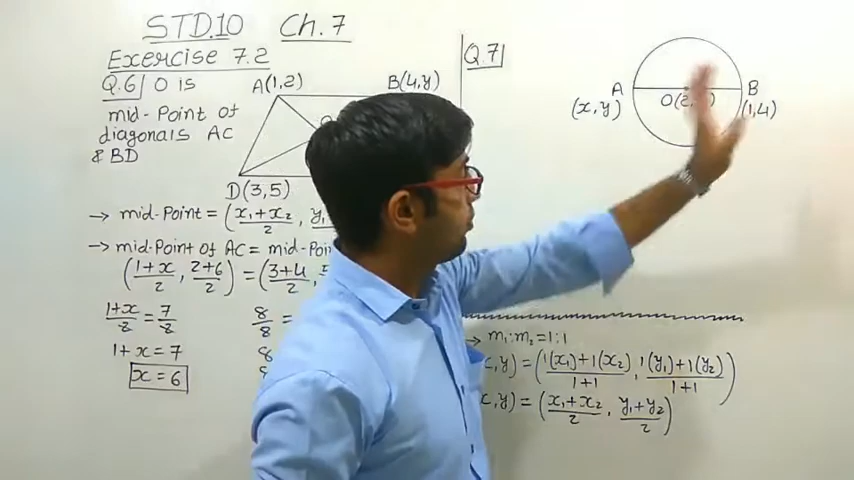 STD.10 Ch.7
Exercise 7.2
Q.6 O is
mid-Point of
diagonals AC
& BD
A(1,2) B(4,y)
D(3,5)
→ mid-Point = (x₁+x₂/2,
→ mid-Point of AC = mid-
(1+x/2, 2+6/2) = (3+4/2,
1+x/2 = 7/2
1+x = 7
x = 6
8/8 =
8
Q.7
A B
(x,y) (1,4)
→ m₁:m₂=1:1
,y) = (1(x₁)+1(x₂)/1+1, 1(y₁)+1(y₂)/1+1)
,y) = (x₁+x₂/2, y₁+y₂/2)